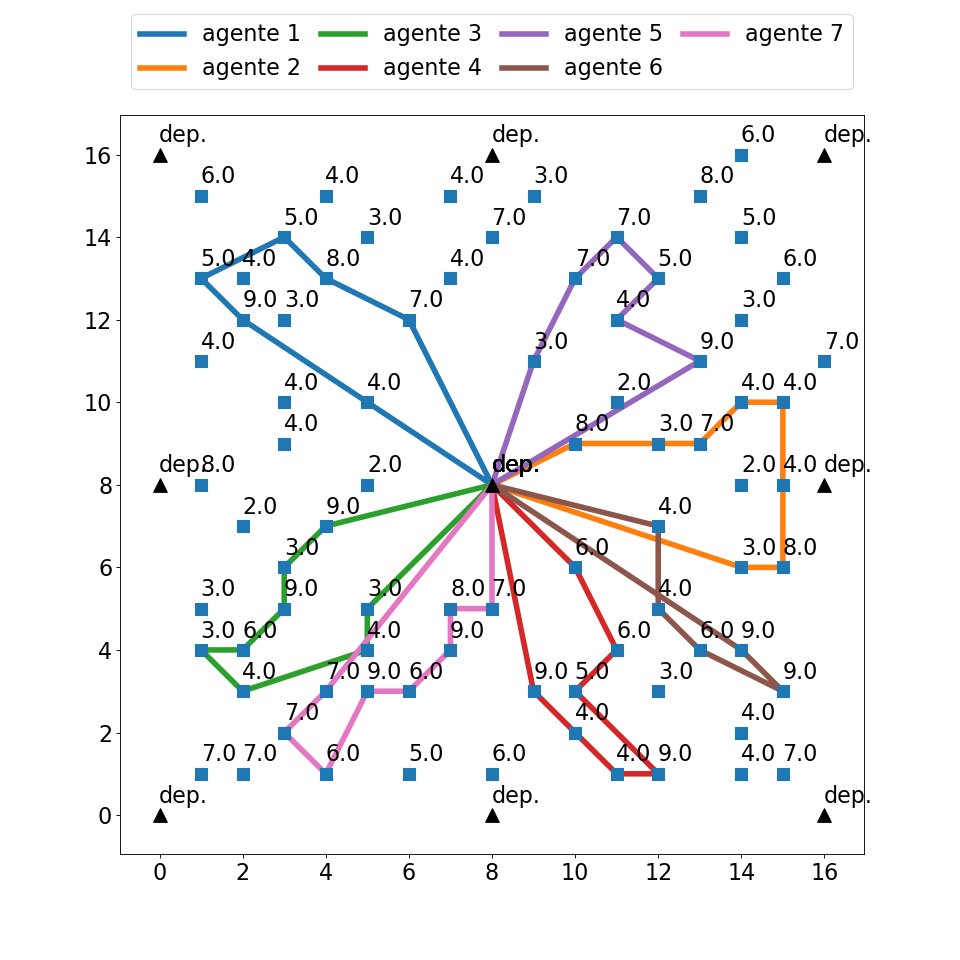 agente 1 agente 3 agente 5 agente 7
agente 2 agente 4 agente 6
dep. dep. 6.0 dep.
16
6.0 4.0 4.0 3.0 8.0
5.0 3.0 7.0 7.0 5.0
14
5.0 4.0 8.0 4.0 7.0 5.0 6.0
9.0 3.0 7.0 4.0 3.0
12
4.0 3.0 9.0 7.0
4.0 4.0 2.0 4.0 4.0
10
4.0 8.0 3.0 7.0
dep. 8.0 2.0 dep. 2.0 4.0 dep.
8
2.0 9.0 4.0
3.0 6.0 3.0 8.0
6
3.0 9.0 3.0 8.0 7.0 4.0
3.0 6.0 4.0 9.0 6.0 6.0 9.0
4
4.0 7.0 9.0 6.0 9.0 5.0 3.0 9.0
7.0 4.0 4.0
2
7.0 7.0 6.0 5.0 6.0 4.0 9.0 4.0 7.0
dep. dep. dep.
0
0 2 4 6 8 10 12 14 16